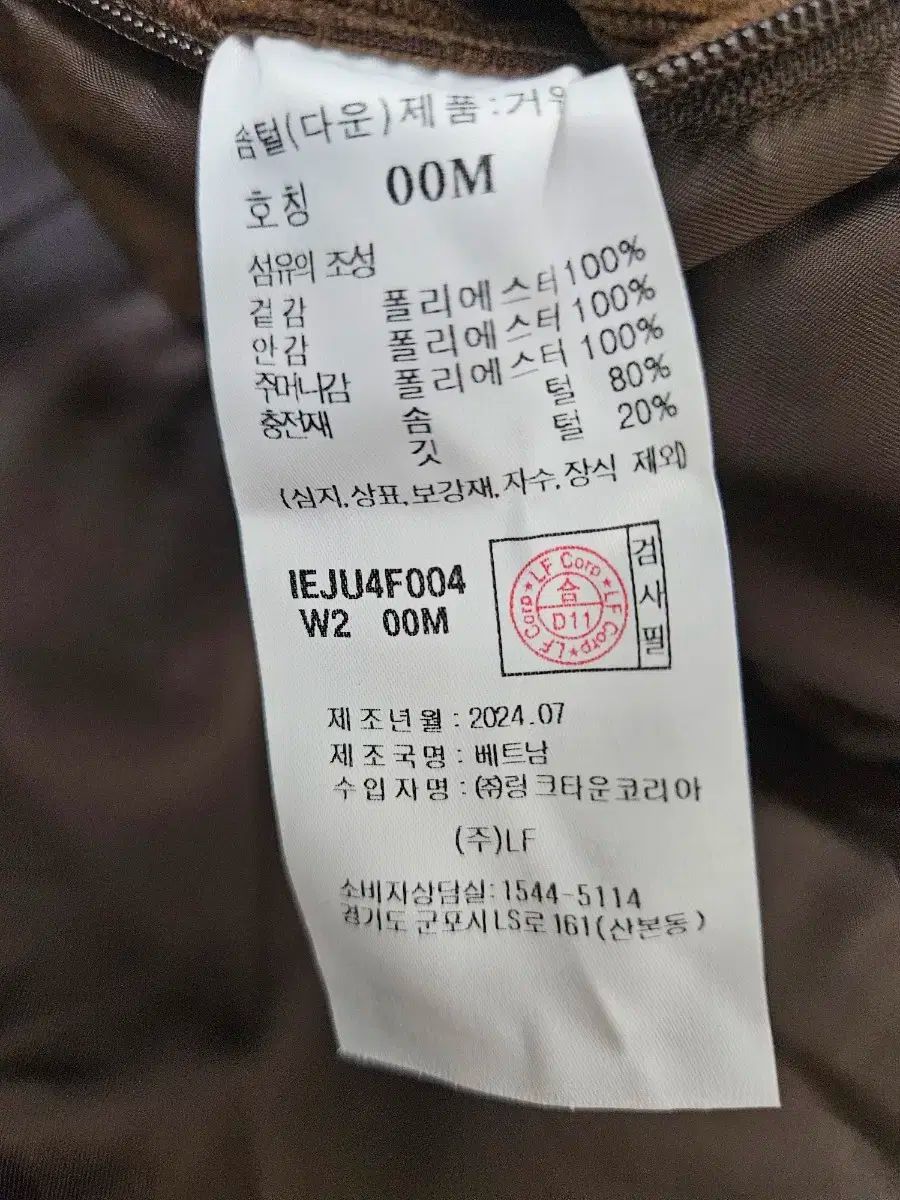 솜털(다운)제품:거위
호칭 00M
섬유의 조성
겉감 폴리에스터100%
안감 폴리에스터100%
주머니감 폴리에스터100%
충전재 솜 털 80%
깃 털 20%
(심지,상표,보강재,자수,장식 제외)
IEJU4F004
W2 00M
LF Corp★LF Corp★LF Corp★
合
D11
검사필
제조년월 : 2024.07
제조국명 : 베트남
수입자명 : ㈜링크타운코리아
(주)LF
소비자상담실:1544-5114
경기도 군포시 LS로 161(산본동)